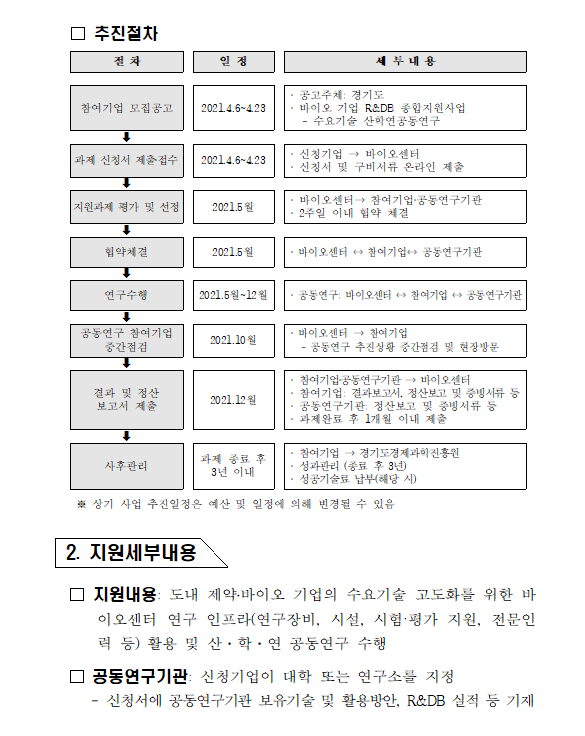 □ 추진절차
절 차 일 정 세 부 내 용
참여기업 모집공고 2021.4.6~4.23
· 공고주체: 경기도
· 바이오 기업 R&DB 종합지원사업
- 수요기술 산학연공동연구
과제 신청서 제출·접수 2021.4.6~4.23
· 신청기업 → 바이오센터
· 신청서 및 구비서류 온라인 제출
지원과제 평가 및 선정 2021.5월
· 바이오센터→ 참여기업·공동연구기관
· 2주일 이내 협약 체결
협약체결 2021.5월
· 바이오센터 ↔ 참여기업↔ 공동연구기관
연구수행 2021.5월~12월
· 공동연구: 바이오센터 ↔ 참여기업 ↔ 공동연구기관
공동연구 참여기업
중간점검
2021.10월
· 바이오센터 → 참여기업
- 공동연구 추진상황 중간점검 및 현장방문
결과 및 정산
보고서 제출
2021.12월
· 참여기업·공동연구기관 → 바이오센터
· 참여기업: 결과보고서, 정산보고 및 증빙서류 등
· 공동연구기관: 정산보고 및 증빙서류 등
· 과제완료 후 1개월 이내 제출
사후관리
과제 종료 후
3년 이내
· 참여기업 → 경기도경제과학진흥원
· 성과관리 (종료 후 3년)
· 성공기술료 납부(해당 시)
※ 상기 사업 추진일정은 예산 및 일정에 의해 변경될 수 있음
2. 지원세부내용
□ 지원내용: 도내 제약·바이오 기업의 수요기술 고도화를 위한 바
이오센터 연구 인프라(연구장비, 시설, 시험·평가 지원, 전문인
력 등) 활용 및 산·학·연 공동연구 수행
□ 공동연구기관: 신청기업이 대학 또는 연구소를 지정
- 신청서에 공동연구기관 보유기술 및 활용방안, R&DB 실적 등 기재